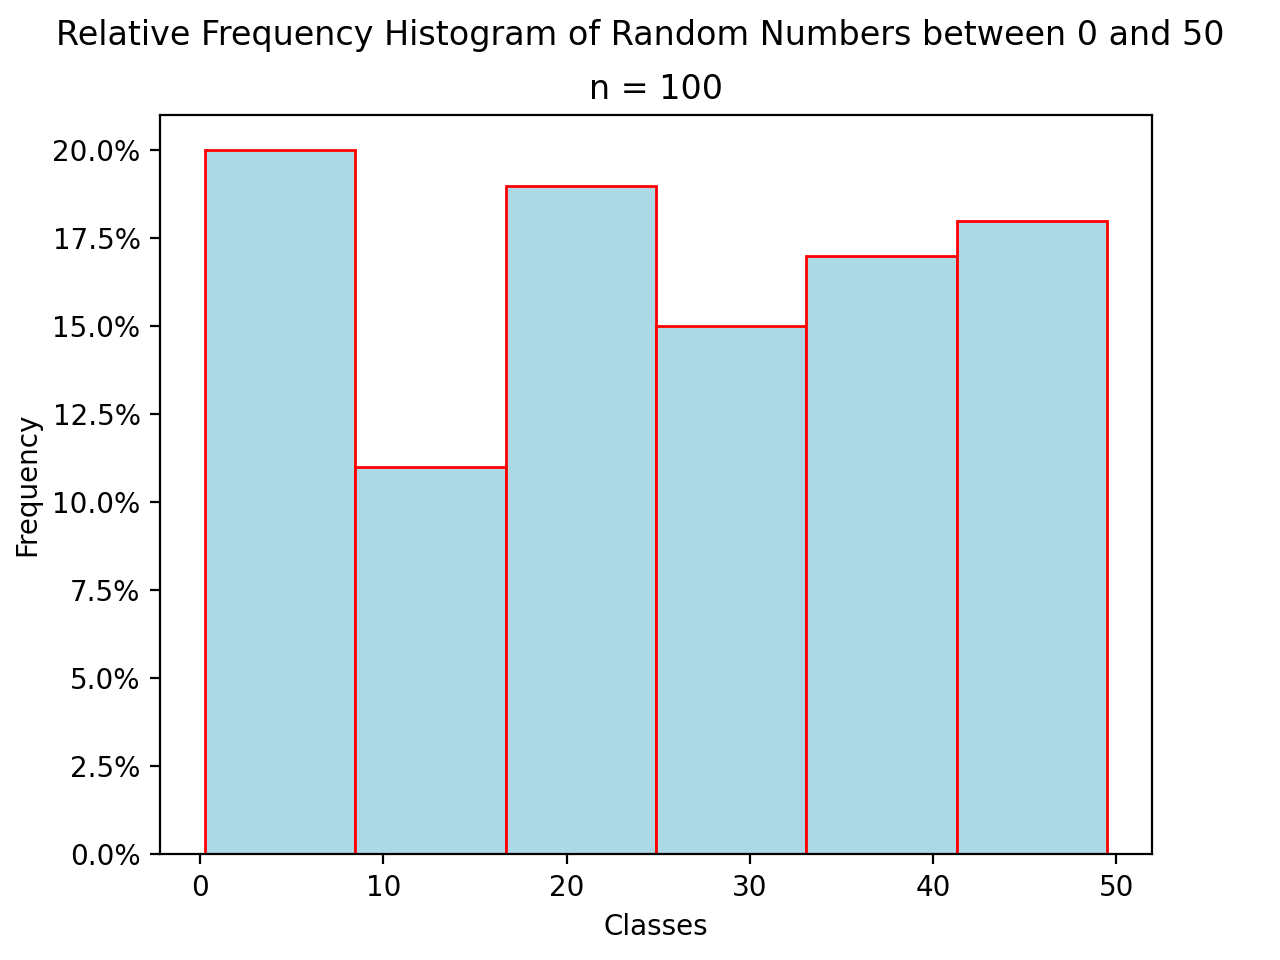 Relative Frequency Histogram of Random Numbers between 0 and 50
n = 100
20.0%
17.5%
15.0%
12.5%
10.0%
7.5%
5.0%
2.5%
0.0%
Frequency
0 10 20 30 40 50
Classes